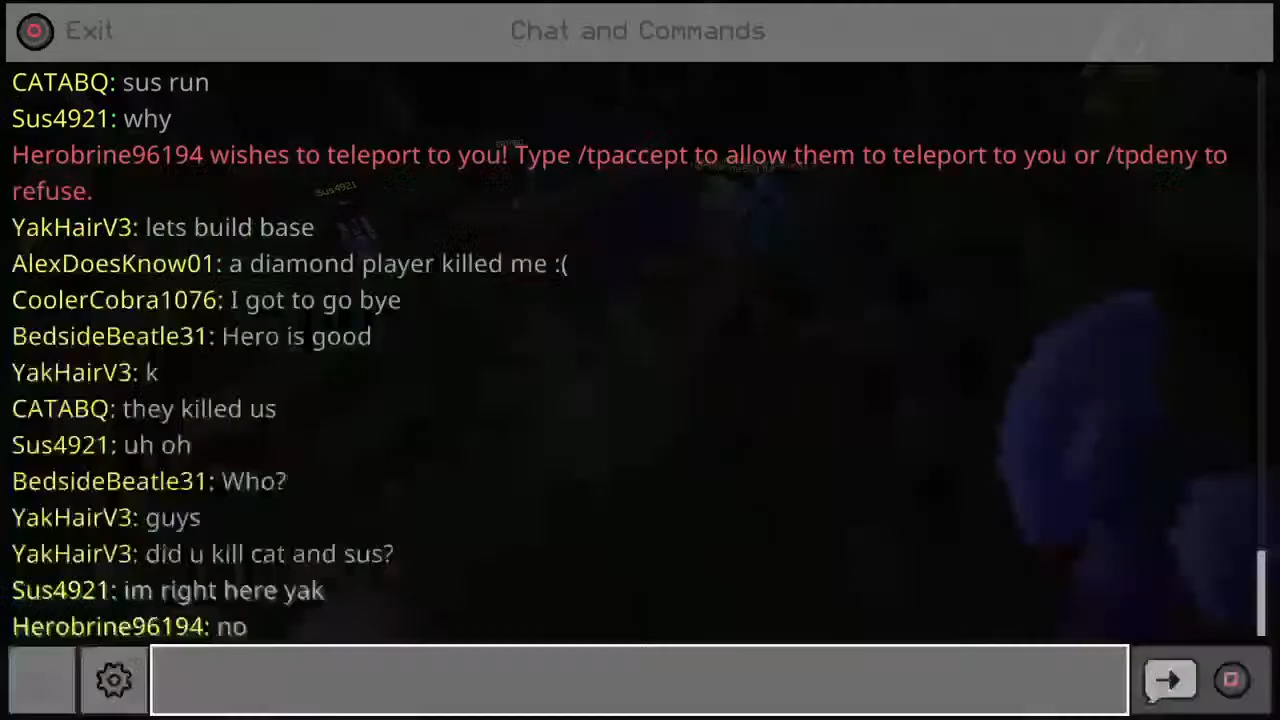 Exit
Chat and Commands
CATABQ: sus run
Sus4921: why
Herobrine96194 wishes to teleport to you! Type /tpaccept to allow them to teleport to you or /tpdeny to
refuse.
Sus4921
YakHairV3: lets build base
AlexDoesKnow01: a diamond player killed me :(
CoolerCobra1076: I got to go bye
BedsideBeatle31: Hero is good
YakHairV3: k
CATABQ: they killed us
Sus4921: uh oh
BedsideBeatle31: Who?
YakHairV3: guys
YakHairV3: did u kill cat and sus?
Sus4921: im right here yak
Herobrine96194: no